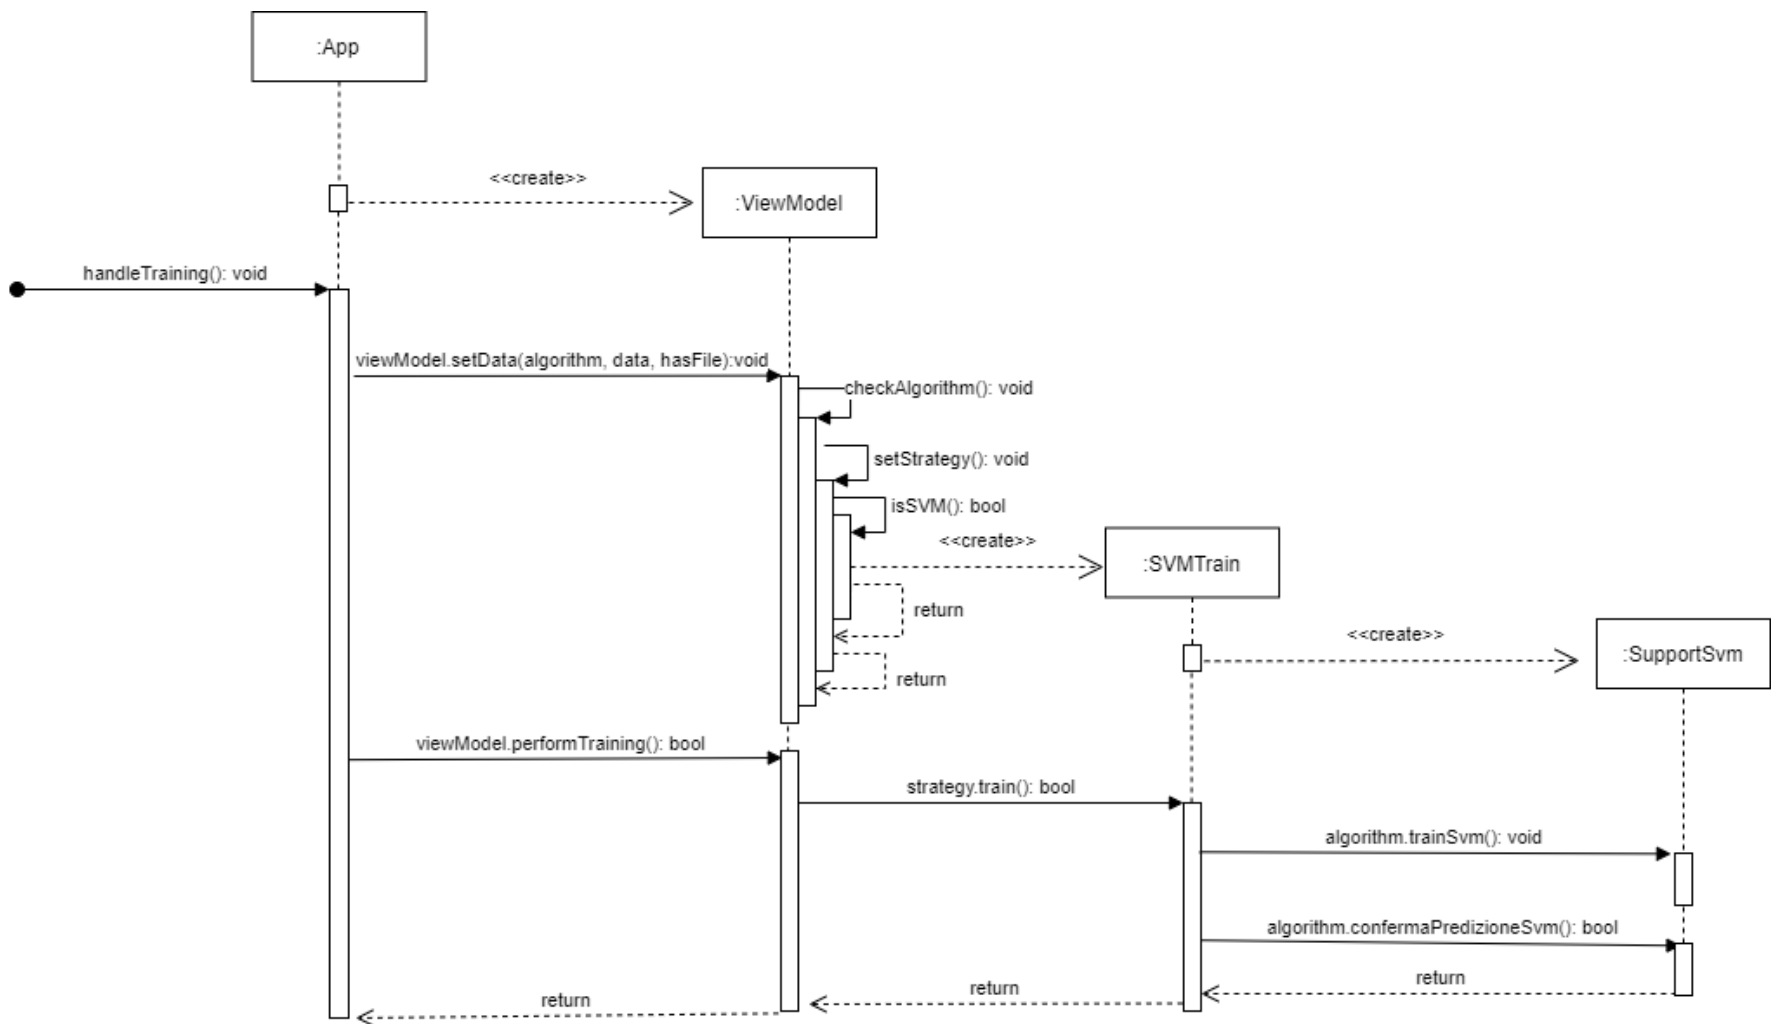 :App
<<create>>
:ViewModel
handleTraining(): void
viewModel.setData(algorithm, data, hasFile):void
checkAlgorithm(): void
setStrategy(): void
isSVM(): bool
<<create>>
:SVMTrain
return
<<create>>
:SupportSvm
return
viewModel.performTraining(): bool
strategy.train(): bool
algorithm.trainSvm(): void
algorithm.confermaPredizioneSvm(): bool
return
return
return